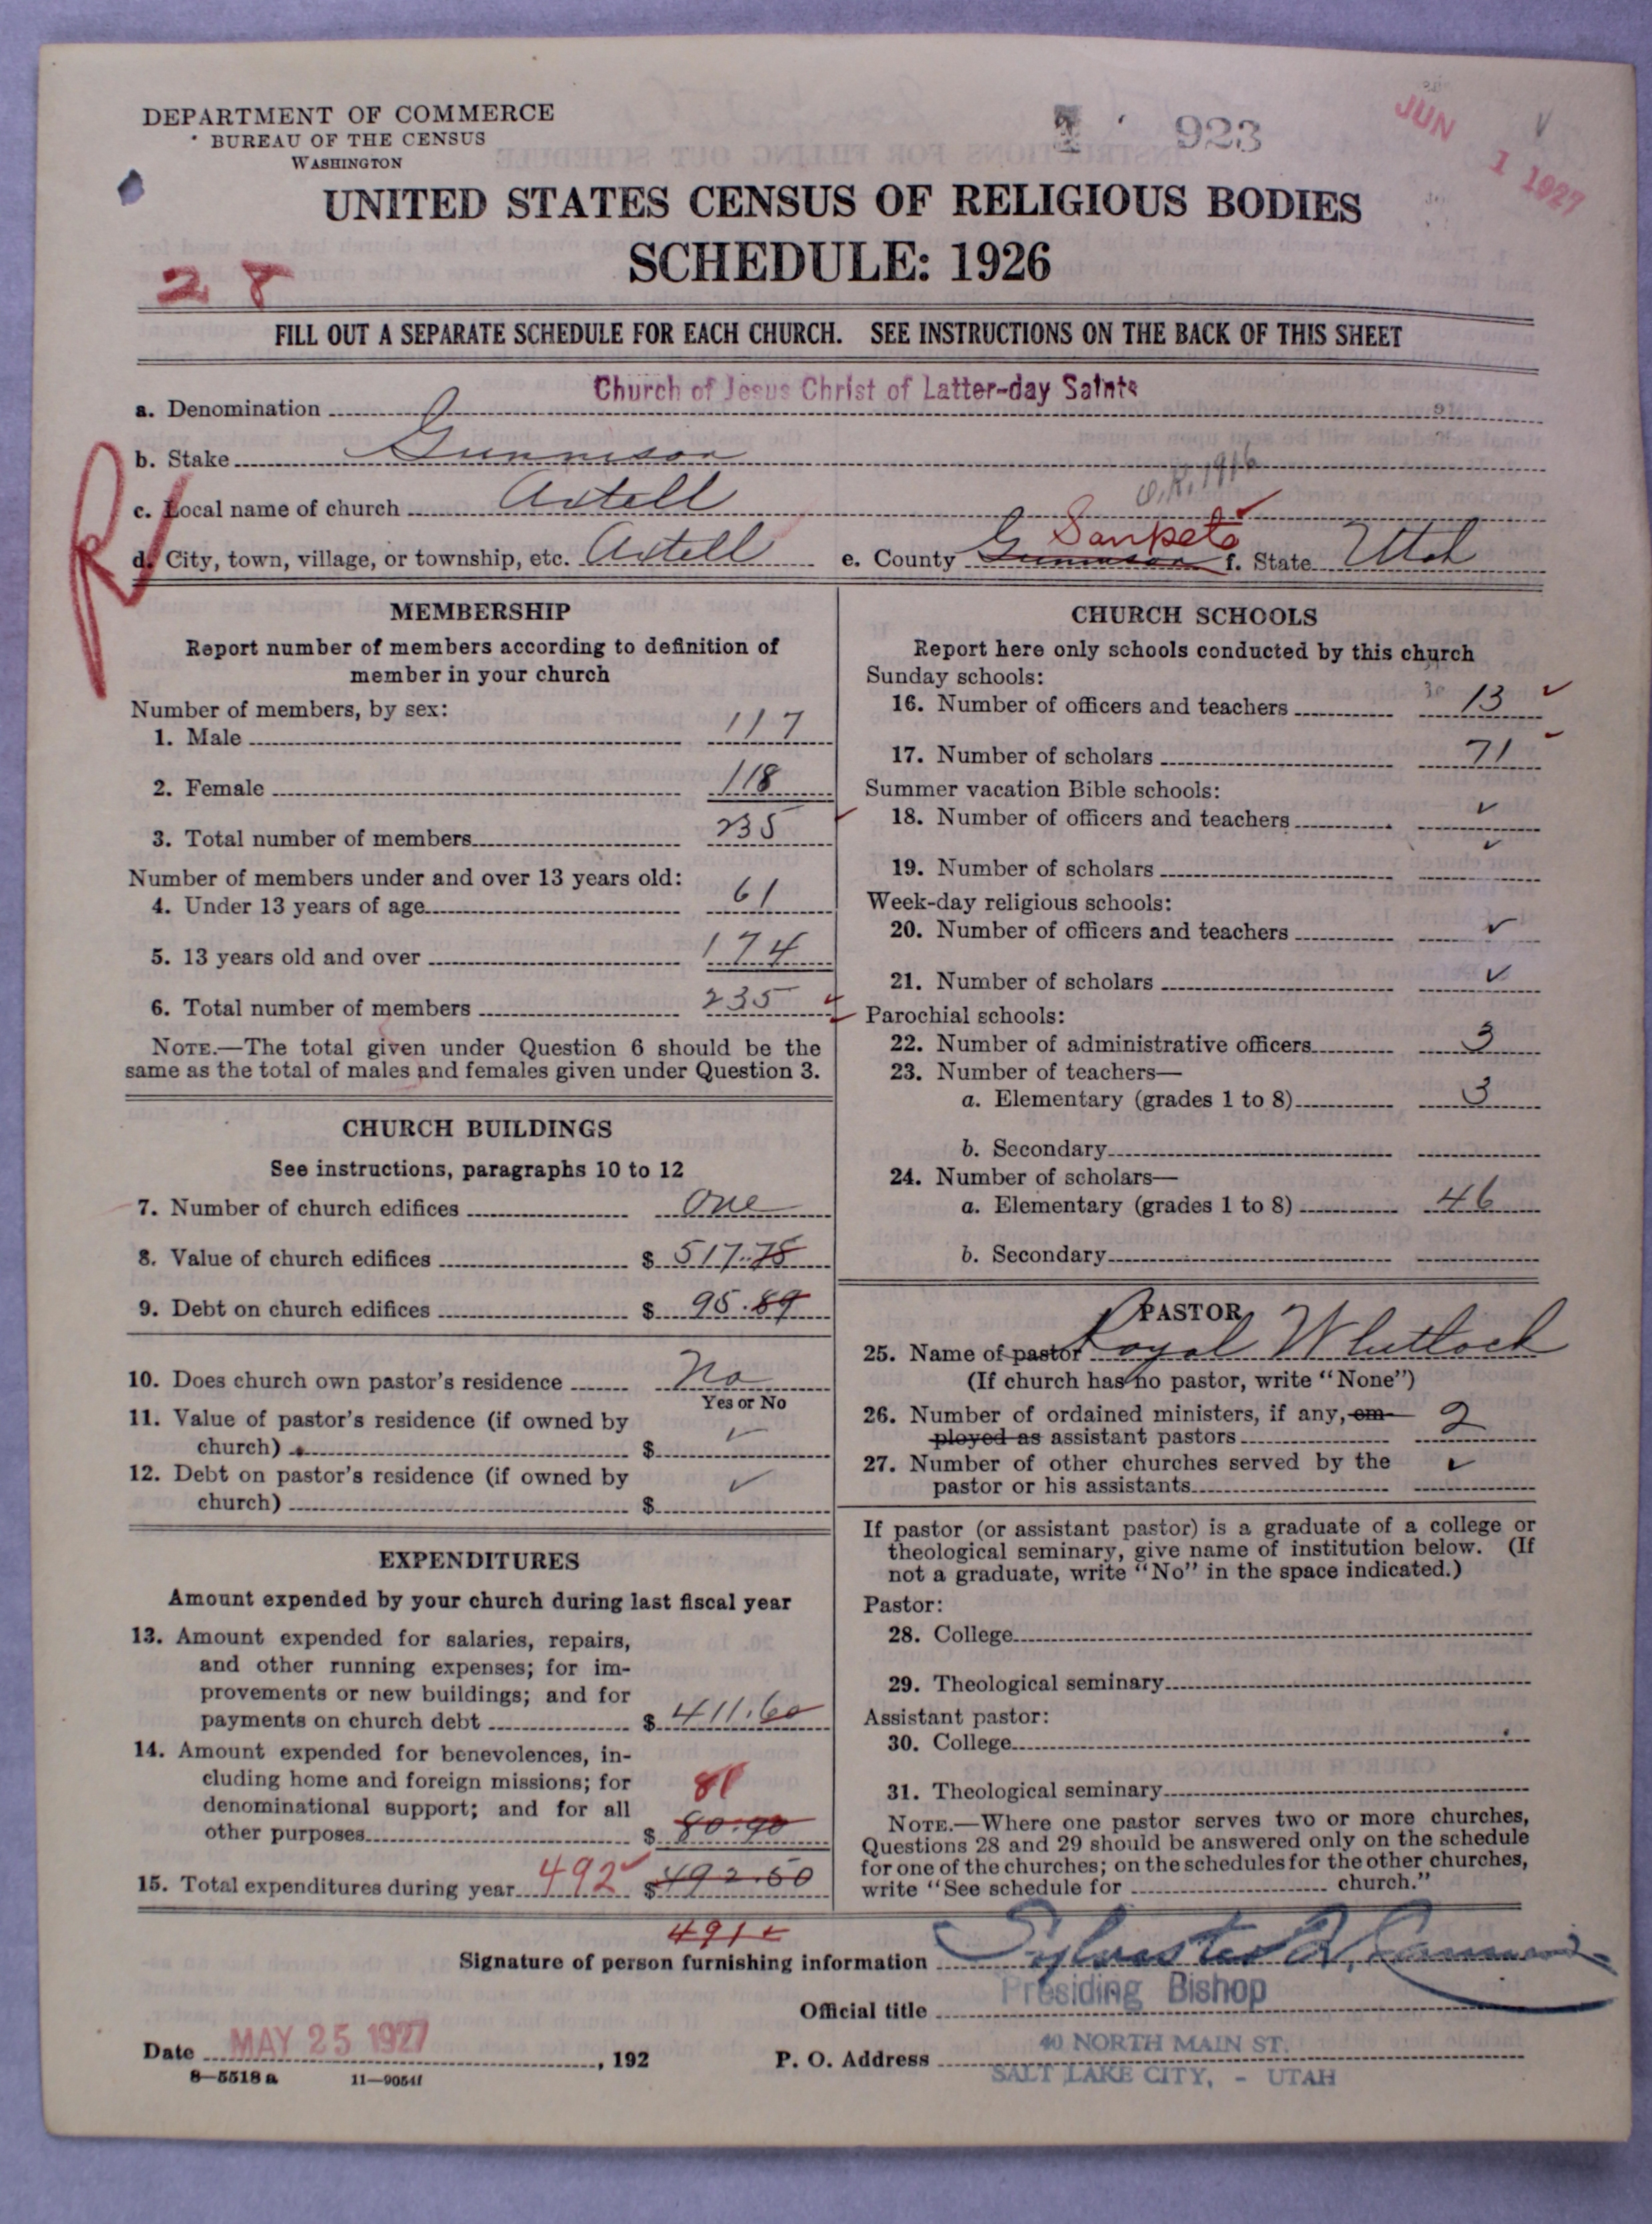 DEPARTMENT OF COMMERCE
BUREAU OF THE CENSUS
WASHINGTON
923
JUN 1 1927
UNITED STATES CENSUS OF RELIGIOUS BODIES
SCHEDULE: 1926
28
FILL OUT A SEPARATE SCHEDULE FOR EACH CHURCH. SEE INSTRUCTIONS ON THE BACK OF THIS SHEET
a. Denomination Church of Jesus Christ of Latter-day Saints
b. Stake Gunnison
O.K. 1916
c. Local name of church Axtell
d. City, town, village, or township, etc. Axtell e. County Gunnison Sanpete f. State Utah
R
MEMBERSHIP
Report number of members according to definition of
member in your church
Number of members, by sex:
1. Male 117
2. Female 118
3. Total number of members 235
Number of members under and over 13 years old:
4. Under 13 years of age 61
5. 13 years old and over 174
6. Total number of members 235
NOTE.—The total given under Question 6 should be the
same as the total of males and females given under Question 3.
CHURCH BUILDINGS
See instructions, paragraphs 10 to 12
7. Number of church edifices One
8. Value of church edifices $ 517.75
9. Debt on church edifices $ 95.89
10. Does church own pastor's residence No
Yes or No
11. Value of pastor's residence (if owned by
church) $ ✓
12. Debt on pastor's residence (if owned by
church) $ ✓
EXPENDITURES
Amount expended by your church during last fiscal year
13. Amount expended for salaries, repairs,
and other running expenses; for im-
provements or new buildings; and for
payments on church debt $ 411.60
14. Amount expended for benevolences, in-
cluding home and foreign missions; for
denominational support; and for all 81
other purposes $ 80.90
15. Total expenditures during year 492 $ 492.50
491
CHURCH SCHOOLS
Report here only schools conducted by this church
Sunday schools:
16. Number of officers and teachers 13
17. Number of scholars 71
Summer vacation Bible schools:
18. Number of officers and teachers ✓
19. Number of scholars ✓
Week-day religious schools:
20. Number of officers and teachers ✓
21. Number of scholars ✓
Parochial schools:
22. Number of administrative officers 3
23. Number of teachers—
a. Elementary (grades 1 to 8) 3
b. Secondary
24. Number of scholars—
a. Elementary (grades 1 to 8) 46
b. Secondary
PASTOR
25. Name of pastor Royal Whitlock
(If church has no pastor, write "None")
26. Number of ordained ministers, if any, em-
ployed as assistant pastors 2
27. Number of other churches served by the
pastor or his assistants ✓
If pastor (or assistant pastor) is a graduate of a college or
theological seminary, give name of institution below. (If
not a graduate, write "No" in the space indicated.)
Pastor:
28. College
29. Theological seminary
Assistant pastor:
30. College
31. Theological seminary
NOTE.—Where one pastor serves two or more churches,
Questions 28 and 29 should be answered only on the schedule
for one of the churches; on the schedules for the other churches,
write "See schedule for church."
Signature of person furnishing information Sylvester Q. Cannon
Official title Presiding Bishop
Date MAY 25 1927, 192 P. O. Address 40 NORTH MAIN ST.
8—5518 a 11—9054f SALT LAKE CITY, - UTAH